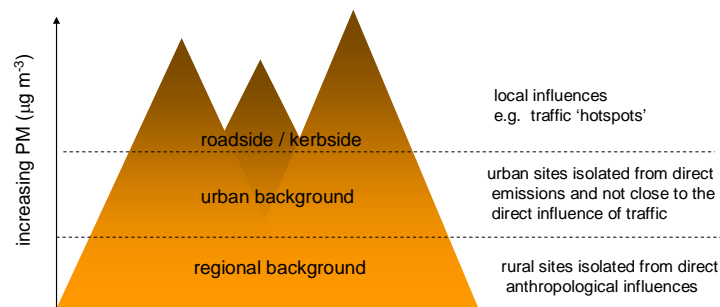 increasing PM (μg m-3)
roadside / kerbside
urban background
regional background
local influences
e.g. traffic ‘hotspots’
urban sites isolated from direct
emissions and not close to the
direct influence of traffic
rural sites isolated from direct
anthropological influences